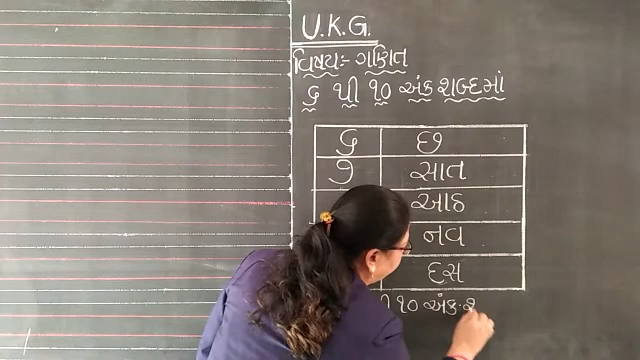 U.K.G.
વિષય:- ગણિત
૬ થી ૧૦ અંક શબ્દમાં
૬ છ
૭ સાત
આઠ
નવ
દસ
૧૦ અંક